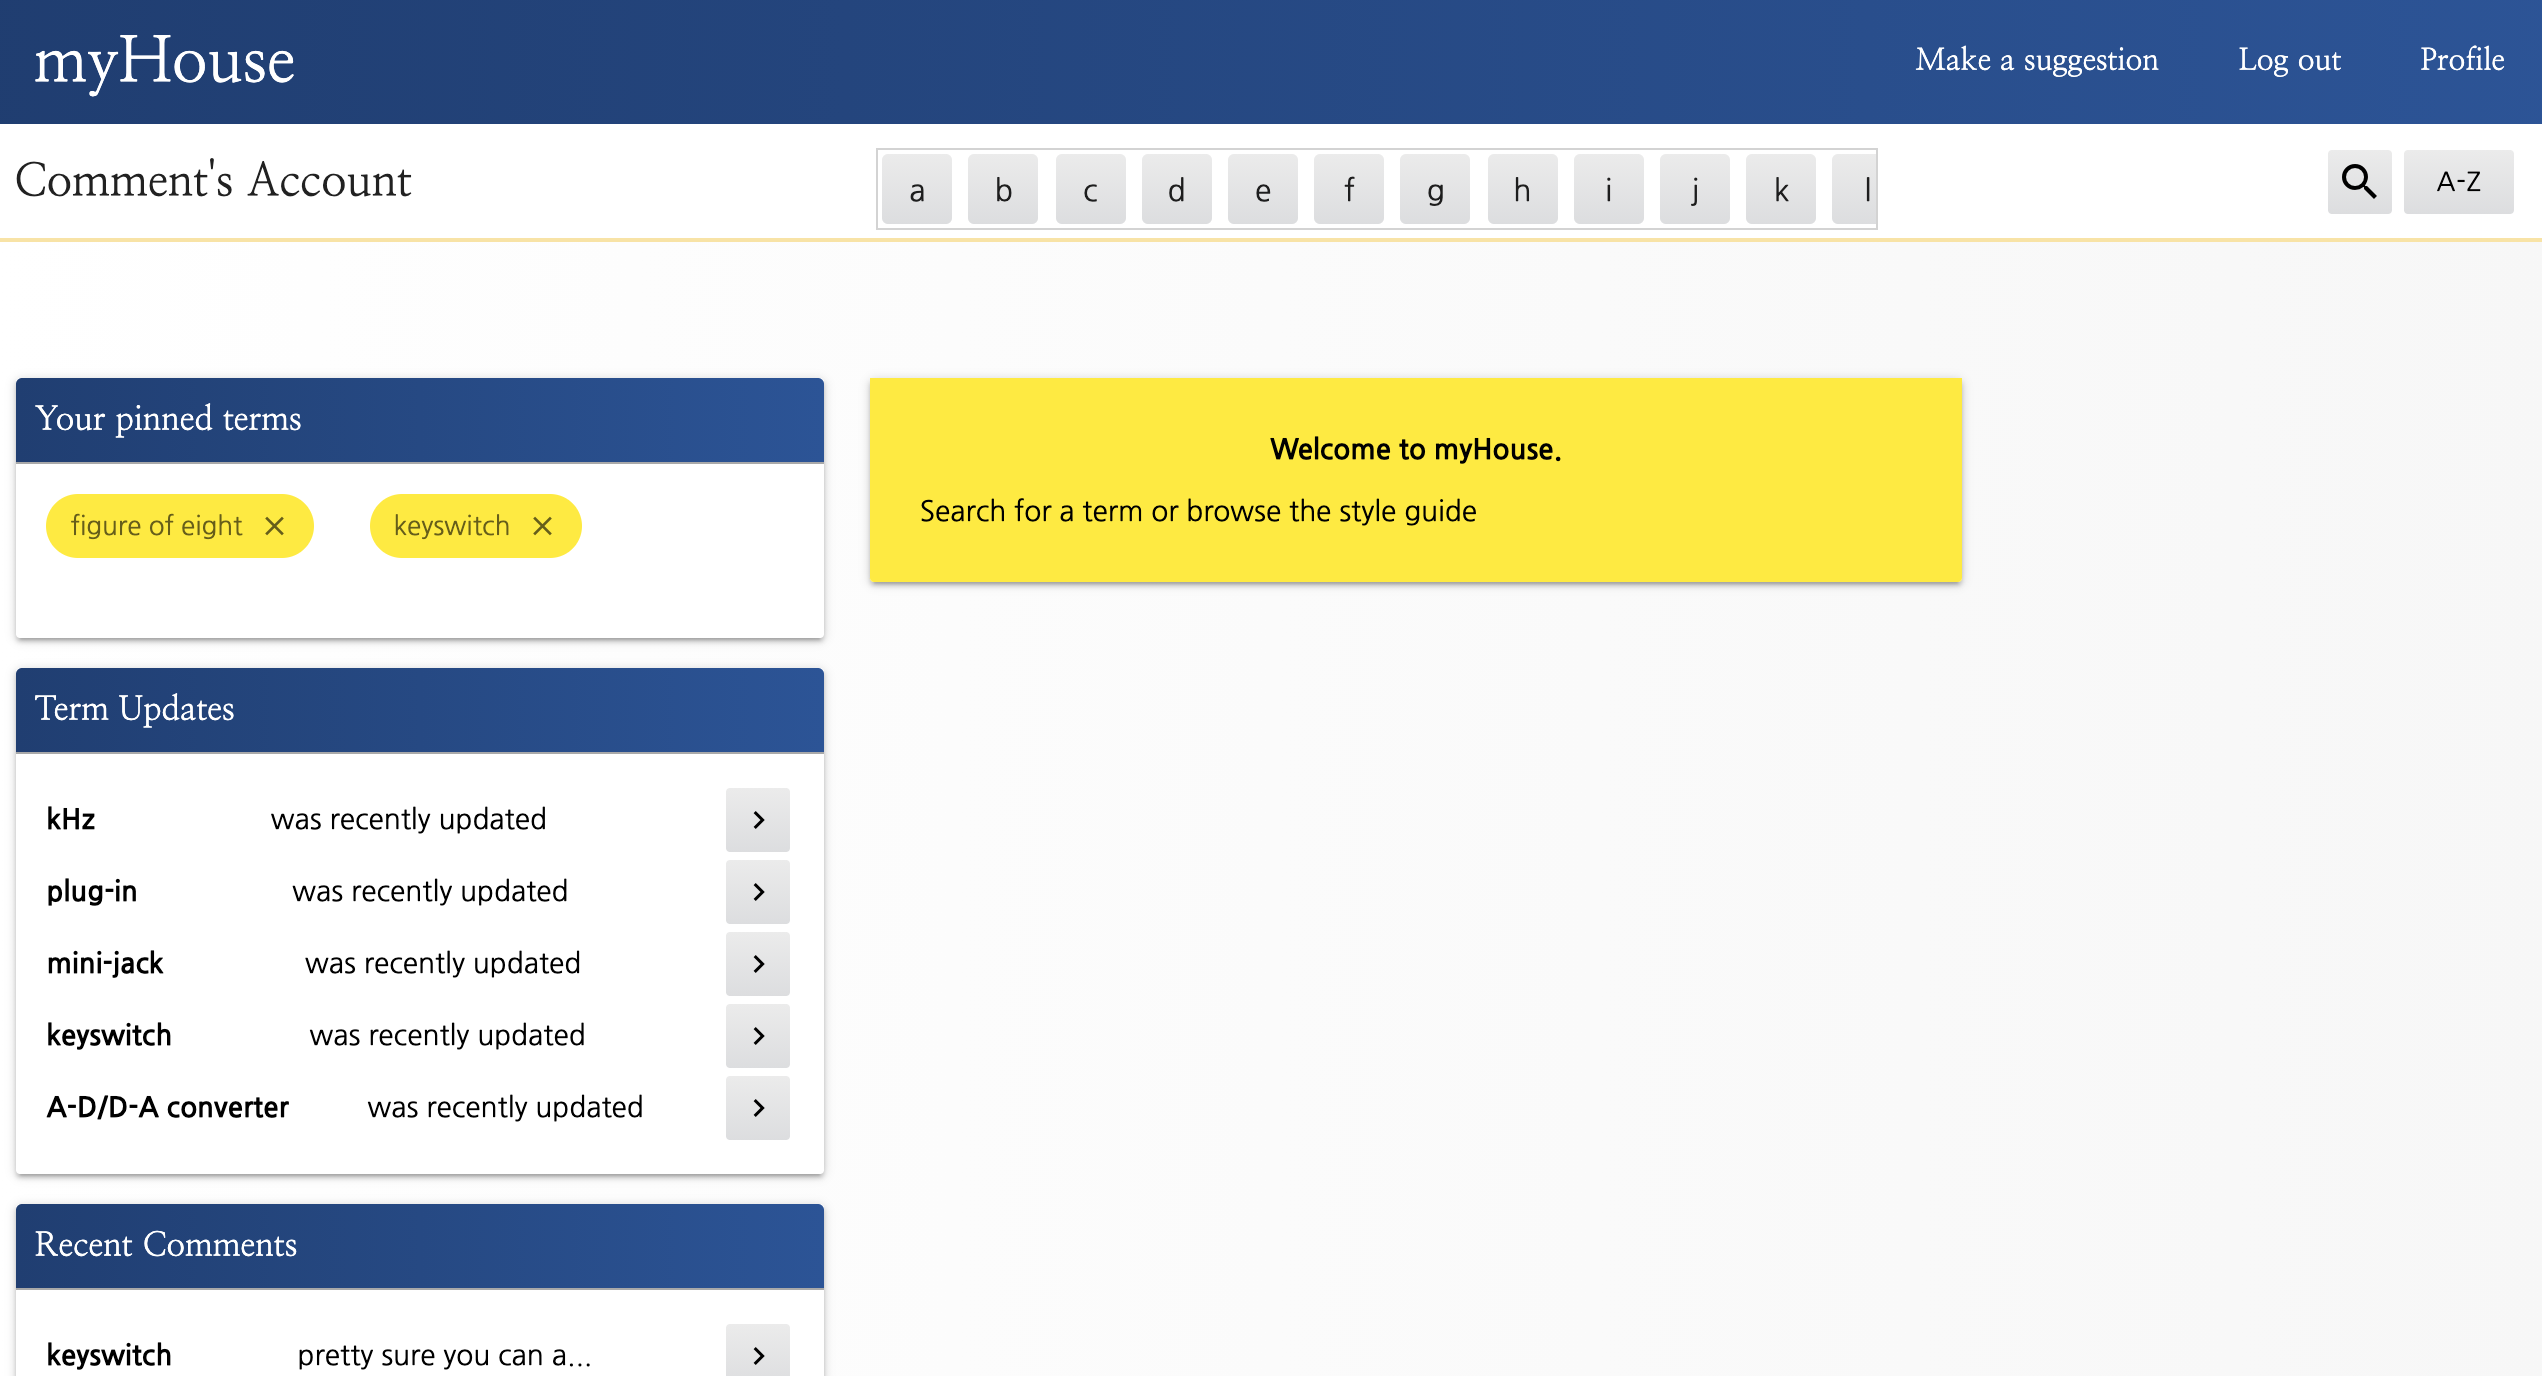 myHouse
Make a suggestion
Log out
Profile
Comment's Account
a b c d e f g h i j k l
A-Z
Your pinned terms
figure of eight
keyswitch
Welcome to myHouse.
Search for a term or browse the style guide
Term Updates
kHz was recently updated
plug-in was recently updated
mini-jack was recently updated
keyswitch was recently updated
A-D/D-A converter was recently updated
Recent Comments
keyswitch pretty sure you can a...